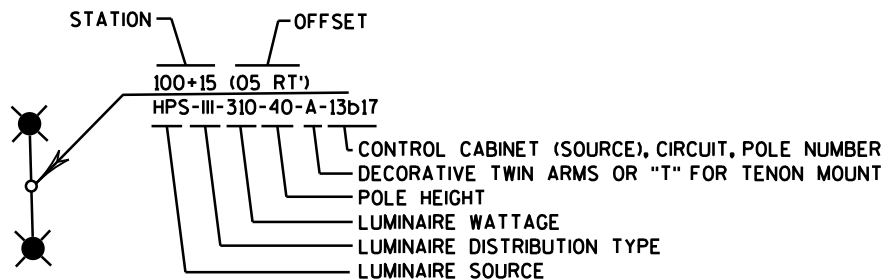 STATION OFFSET
100+15 (05 RT')
HPS-III-310-40-A-13b17
CONTROL CABINET (SOURCE), CIRCUIT, POLE NUMBER
DECORATIVE TWIN ARMS OR "T" FOR TENON MOUNT
POLE HEIGHT
LUMINAIRE WATTAGE
LUMINAIRE DISTRIBUTION TYPE
LUMINAIRE SOURCE